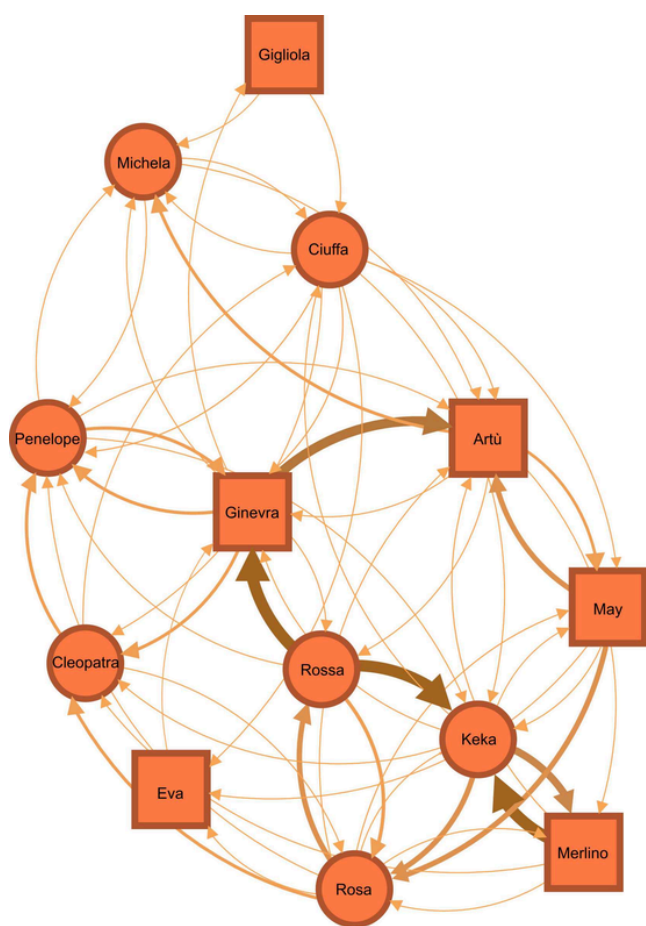 Gigliola
Michela
Ciuffa
Penelope
Artù
Ginevra
May
Cleopatra
Rossa
Keka
Eva
Merlino
Rosa